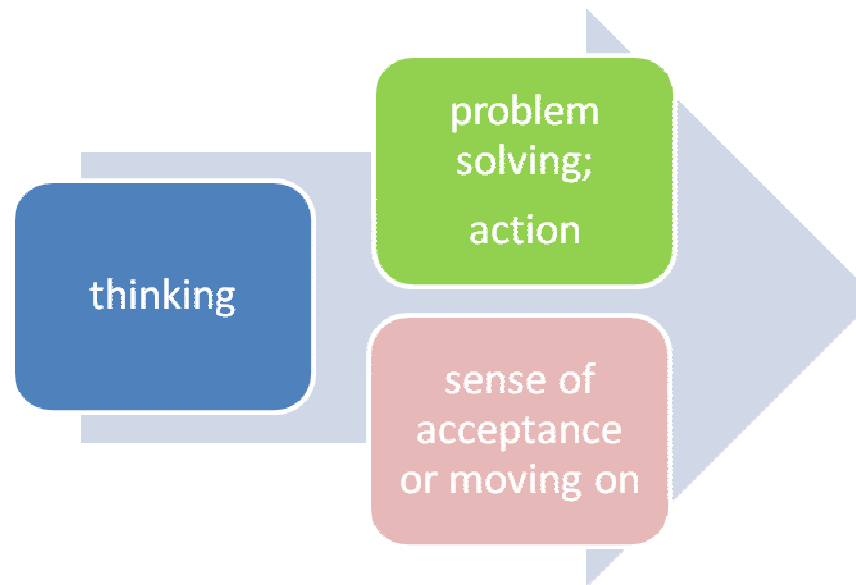 thinking
problem
solving;
action
sense of
acceptance
or moving on